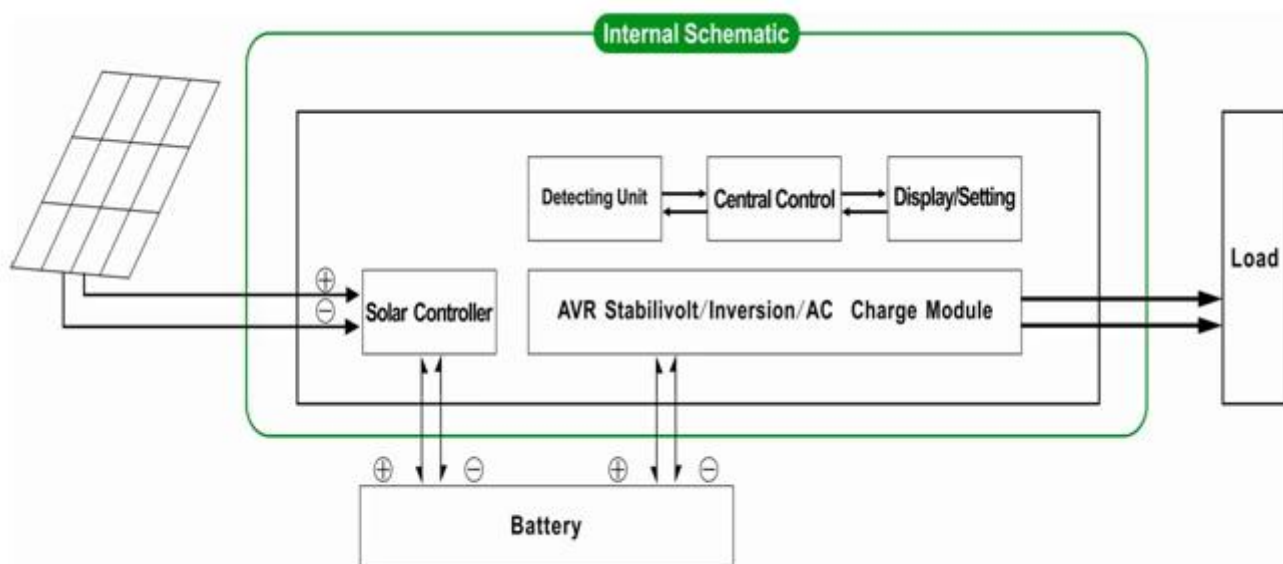 Internal Schematic
Detecting Unit
Central Control
Display/Setting
Load
⊕
⊖
Solar Controller
AVR Stabilivolt/Inversion/AC Charge Module
⊕ ⊖ ⊕ ⊖
Battery